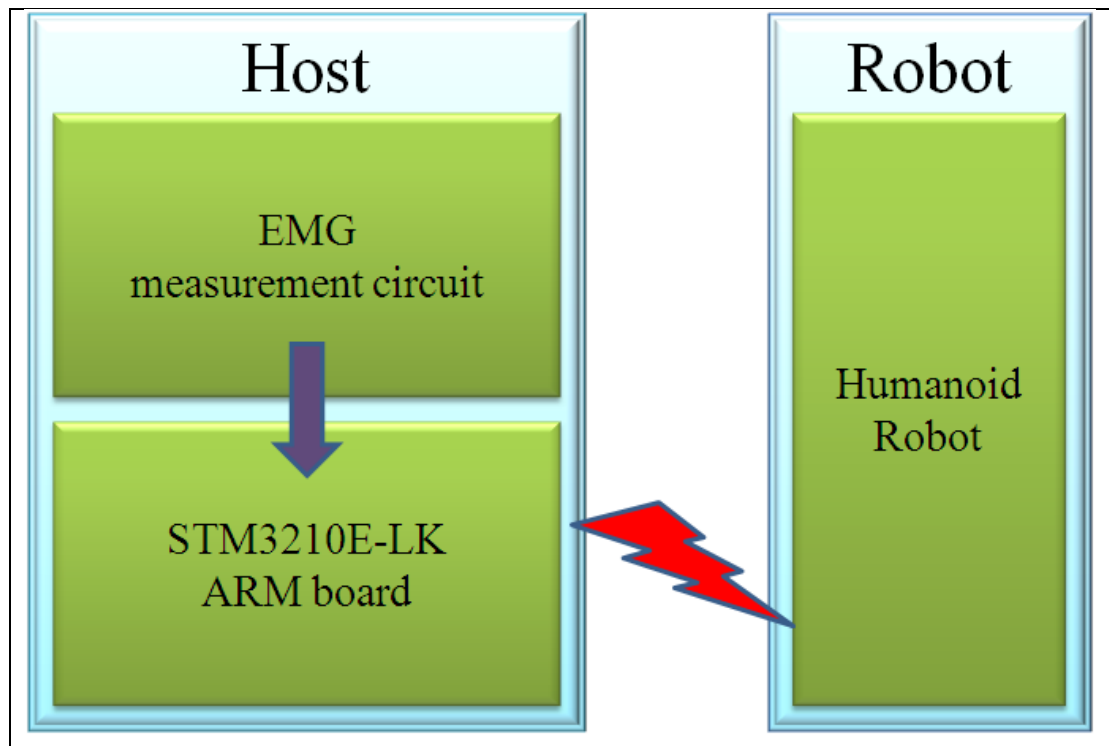 Host
EMG
measurement circuit
STM3210E-LK
ARM board
Robot
Humanoid
Robot